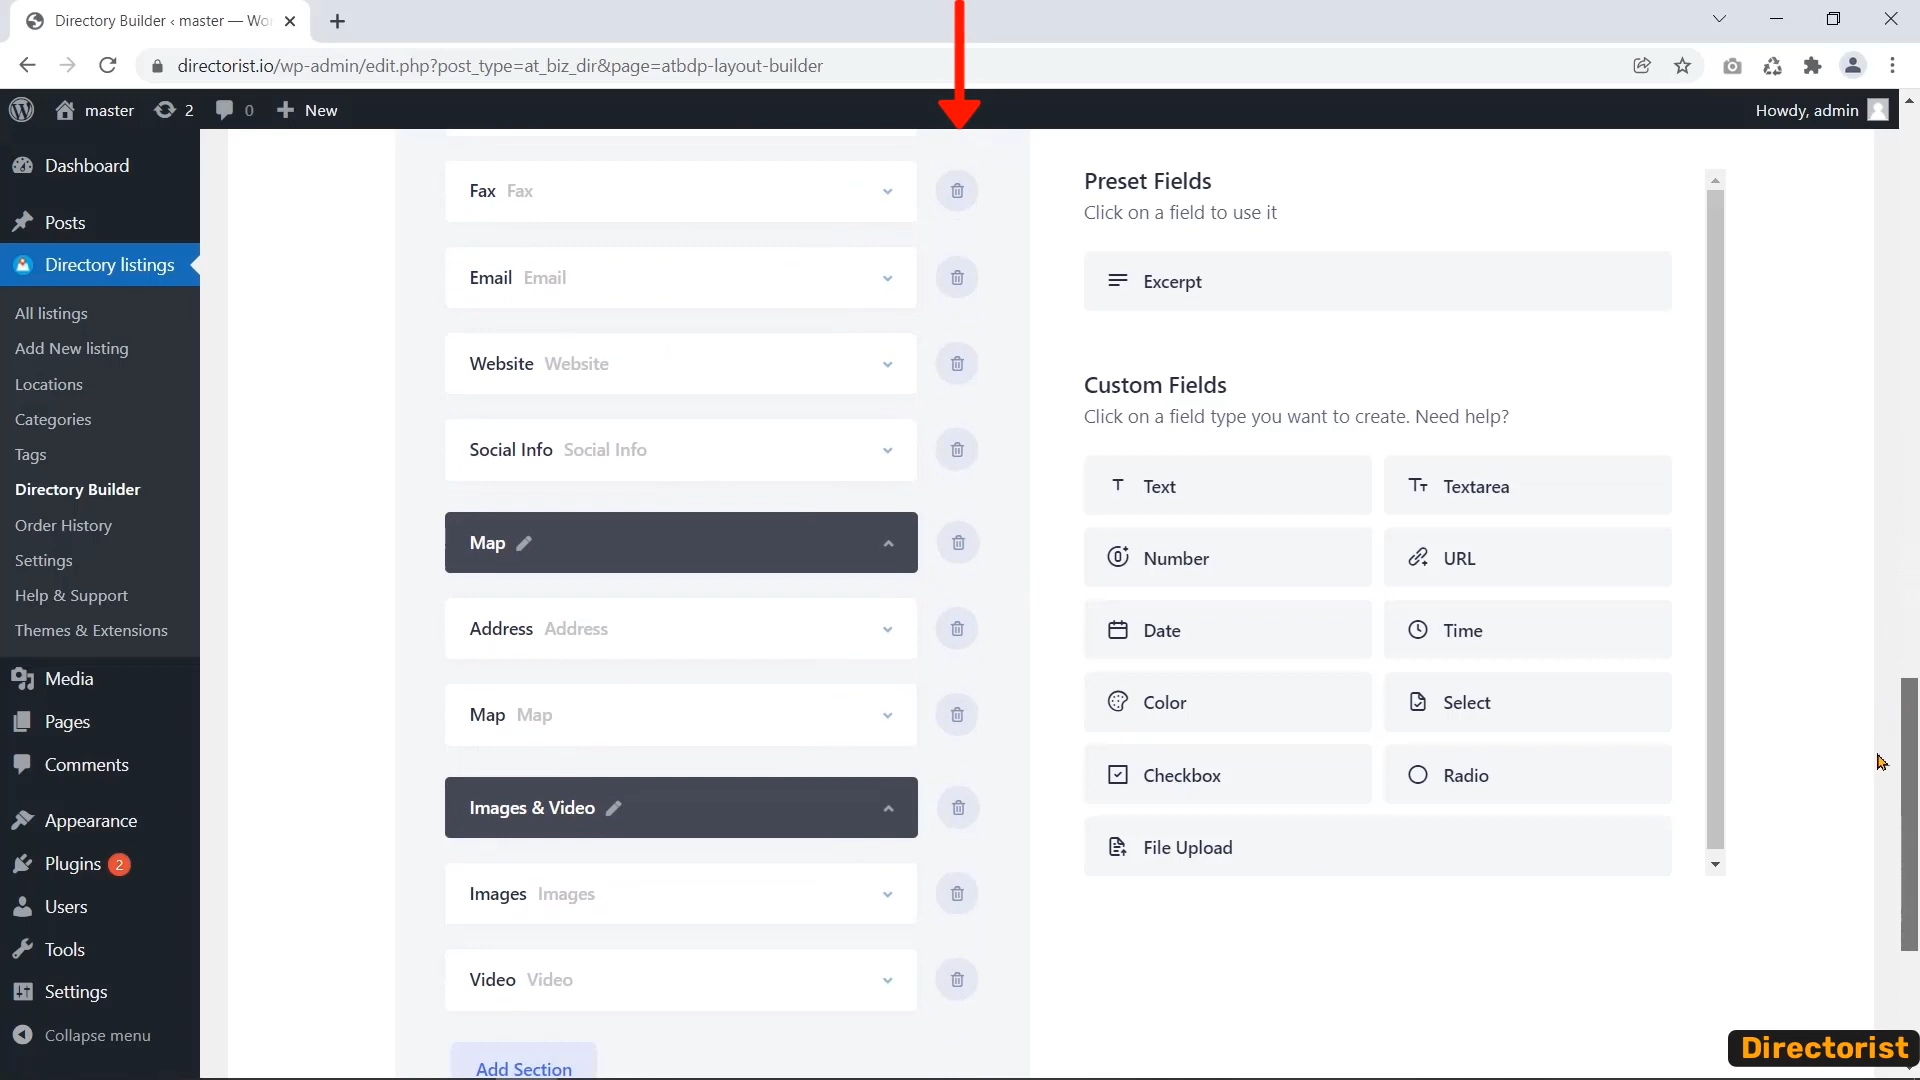 Directory Builder ‹ master — Wo
directorist.io/wp-admin/edit.php?post_type=at_biz_dir&page=atbdp-layout-builder
master
2
0
New
Howdy, admin
Dashboard
Posts
Directory listings
All listings
Add New listing
Locations
Categories
Tags
Directory Builder
Order History
Settings
Help & Support
Themes & Extensions
Media
Pages
Comments
Appearance
Plugins 2
Users
Tools
Settings
Collapse menu
Fax Fax
Email Email
Website Website
Social Info Social Info
Map
Address Address
Map Map
Images & Video
Images Images
Video Video
Add Section
Preset Fields
Click on a field to use it
Excerpt
Custom Fields
Click on a field type you want to create. Need help?
Text
Textarea
Number
URL
Date
Time
Color
Select
Checkbox
Radio
File Upload
Directorist